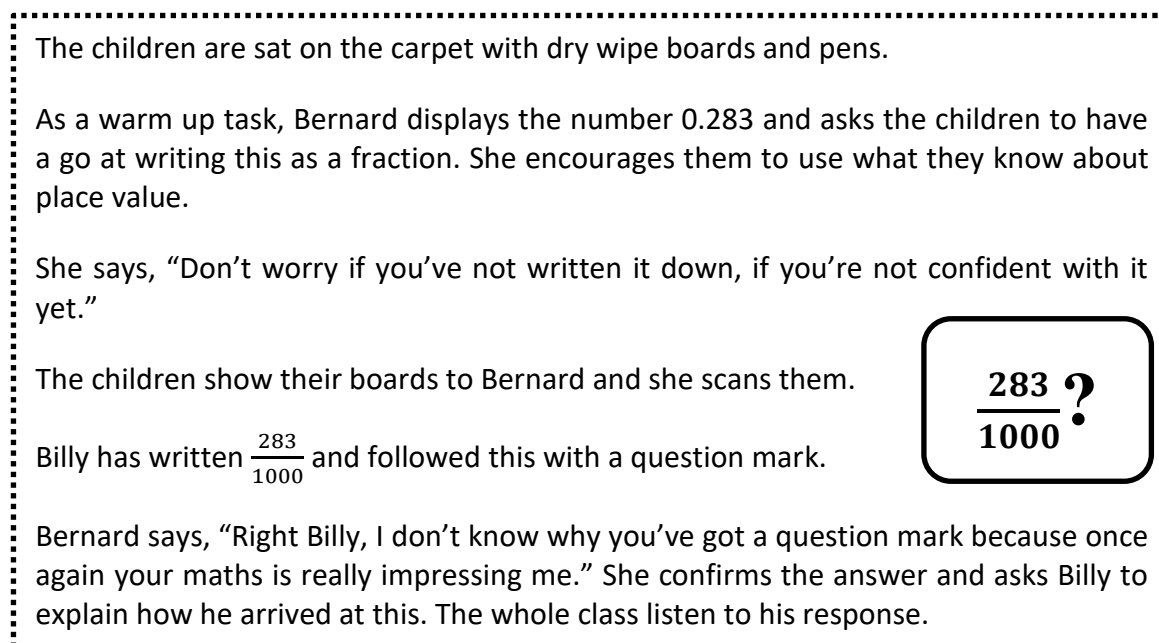 The children are sat on the carpet with dry wipe boards and pens.
As a warm up task, Bernard displays the number 0.283 and asks the children to have
a go at writing this as a fraction. She encourages them to use what they know about
place value.
She says, “Don’t worry if you’ve not written it down, if you’re not confident with it
yet.”
The children show their boards to Bernard and she scans them.
283/1000?
Billy has written 283/1000 and followed this with a question mark.
Bernard says, “Right Billy, I don’t know why you’ve got a question mark because once
again your maths is really impressing me.” She confirms the answer and asks Billy to
explain how he arrived at this. The whole class listen to his response.